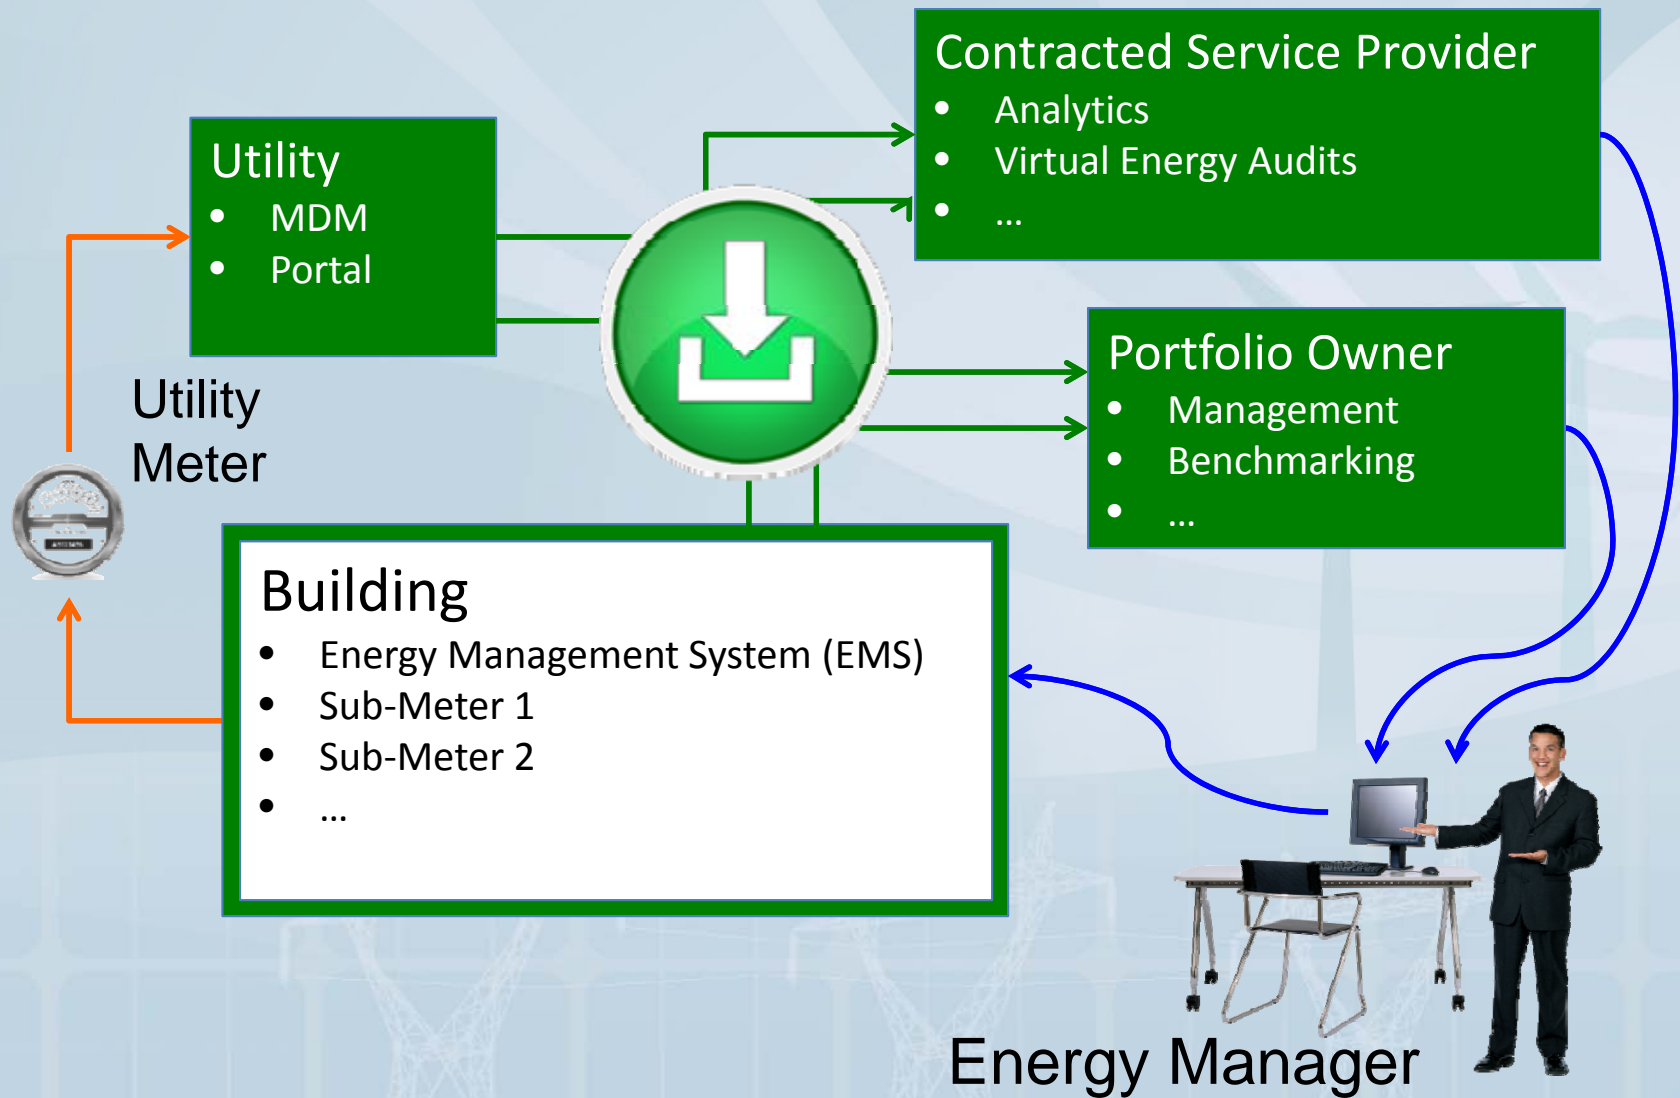 Contracted Service Provider
• Analytics
• Virtual Energy Audits
• ...
Utility
• MDM
• Portal
Portfolio Owner
• Management
• Benchmarking
• ...
Utility
Meter
Building
• Energy Management System (EMS)
• Sub-Meter 1
• Sub-Meter 2
• ...
Energy Manager